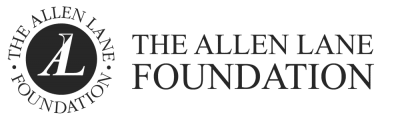 THE ALLEN LANE
· FOUNDATION ·
AL
THE ALLEN LANE
FOUNDATION